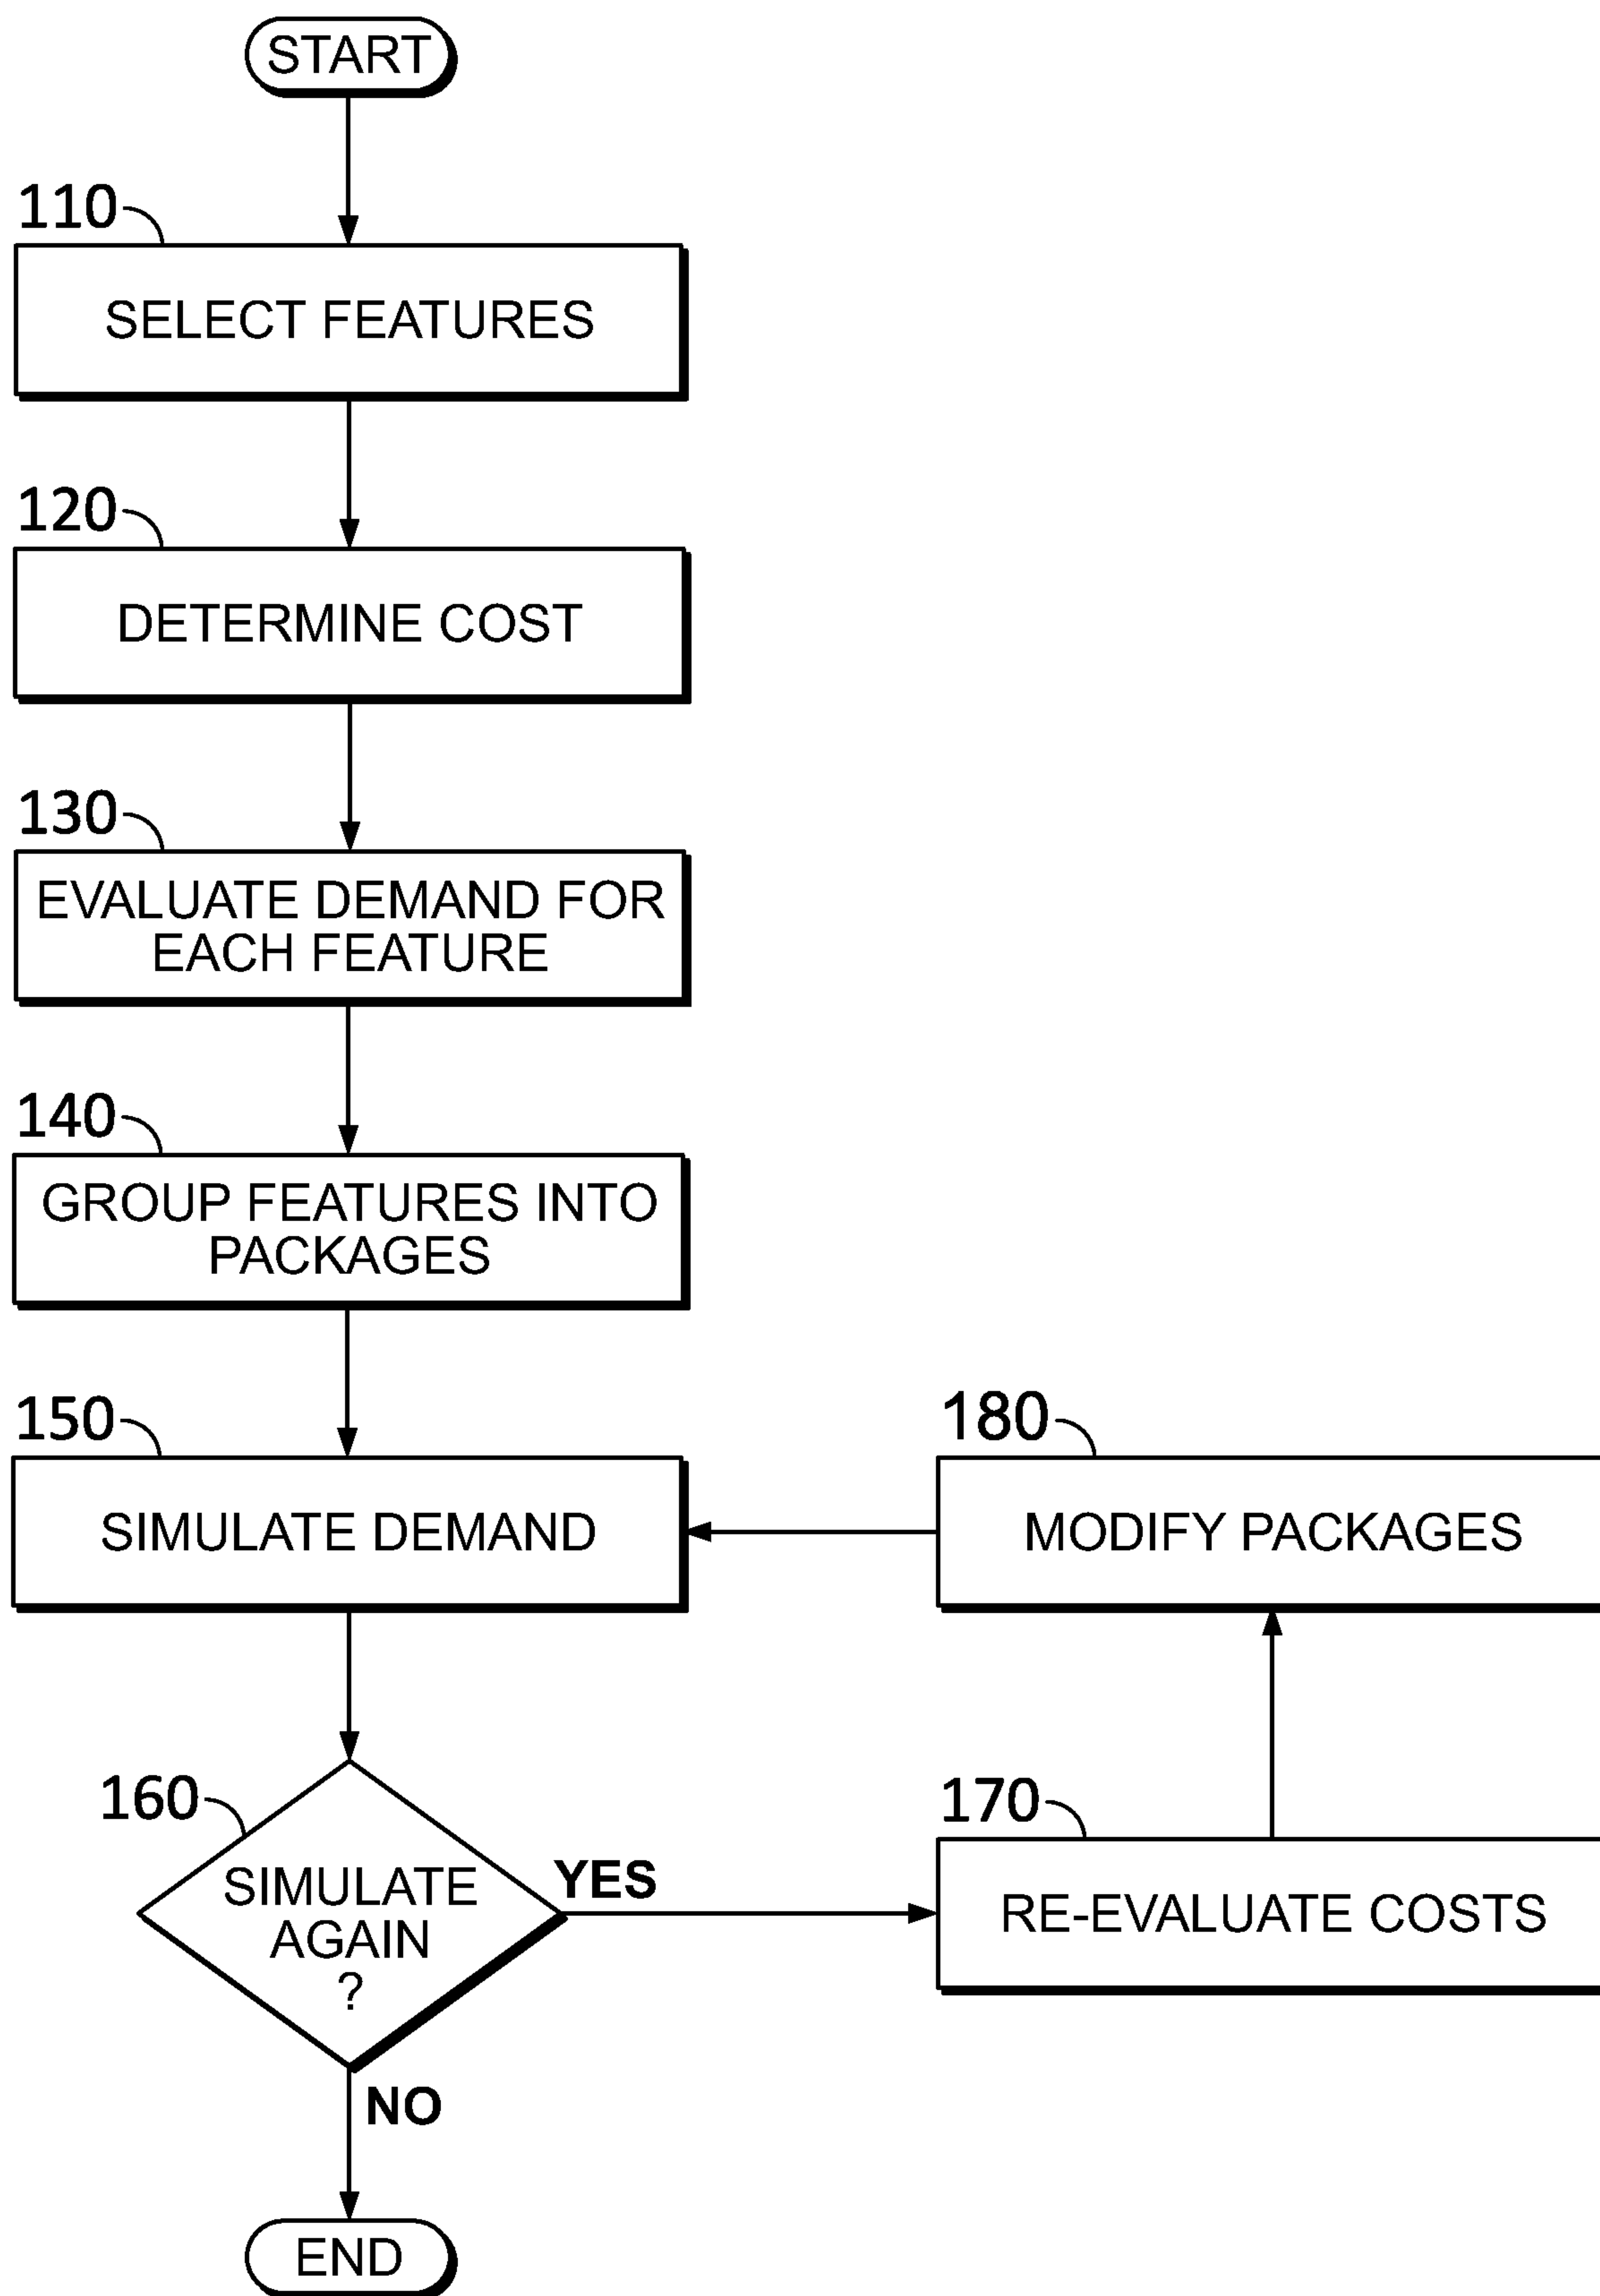 START
110
SELECT FEATURES
120
DETERMINE COST
130
EVALUATE DEMAND FOR
EACH FEATURE
140
GROUP FEATURES INTO
PACKAGES
150
SIMULATE DEMAND
180
MODIFY PACKAGES
160
SIMULATE
AGAIN
?
YES
170
RE-EVALUATE COSTS
NO
END